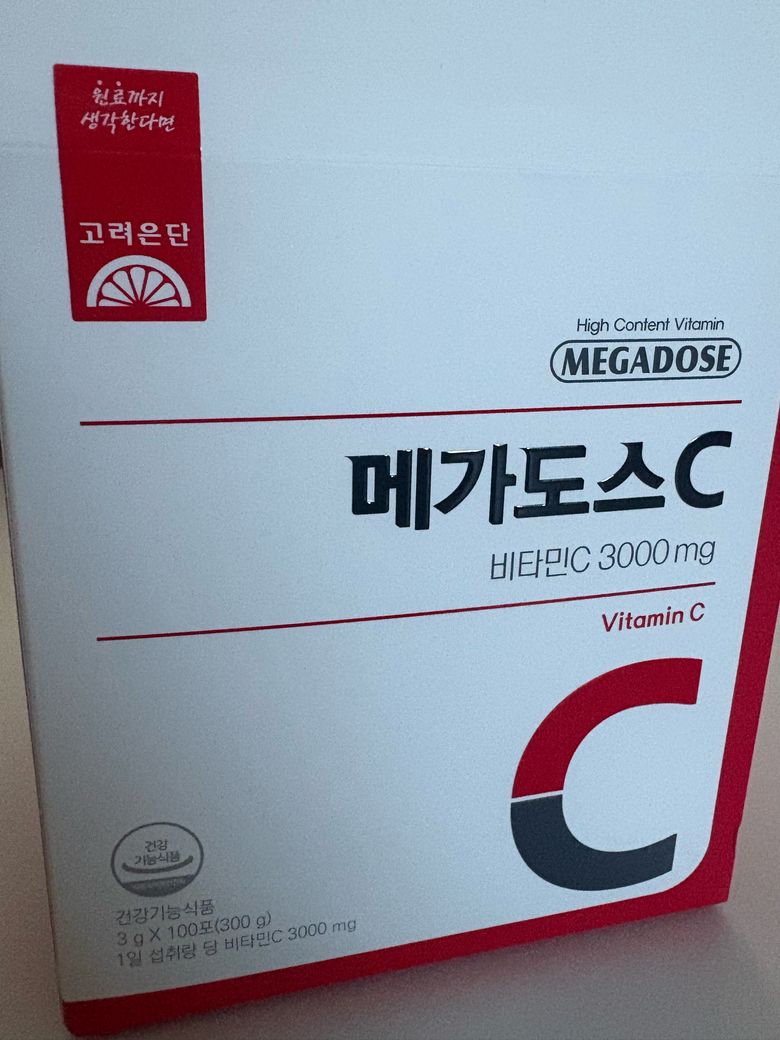 원료까지
생각한다면
고려은단
High Content Vitamin
MEGADOSE
메가도스C
비타민C 3000 mg
Vitamin C
C
건강
기능식품
건강기능식품
3 g X 100포(300 g)
1일 섭취량 당 비타민C 3000 mg